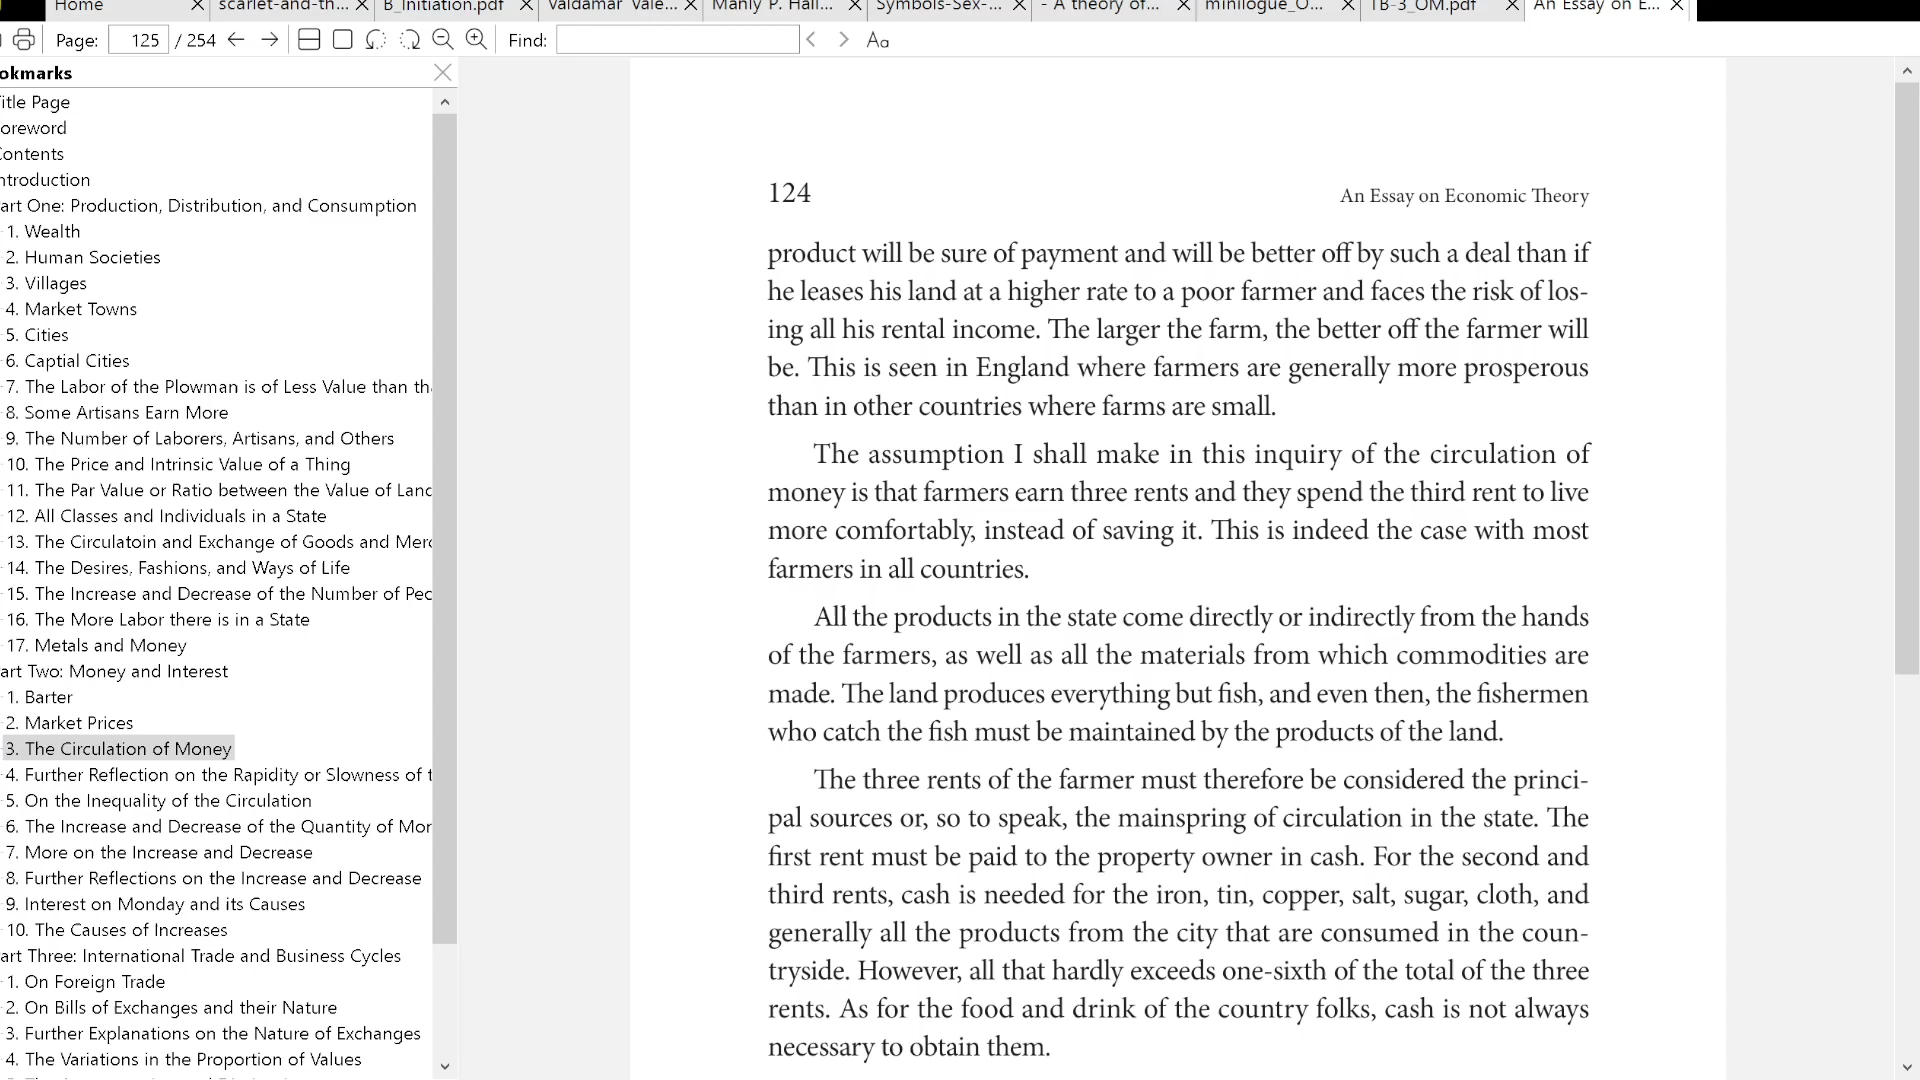 Home
scarlet-and-th...
B_Initiation.pdf
Valdamar Vale...
Manly P. Hall...
Symbols-Sex-...
- A theory of...
minilogue_O...
TB-3_OM.pdf
An Essay on E...
Page: 125 / 254
Find:
Aa
okmarks
itle Page
oreword
ontents
ntroduction
art One: Production, Distribution, and Consumption
1. Wealth
2. Human Societies
3. Villages
4. Market Towns
5. Cities
6. Captial Cities
7. The Labor of the Plowman is of Less Value than th
8. Some Artisans Earn More
9. The Number of Laborers, Artisans, and Others
10. The Price and Intrinsic Value of a Thing
11. The Par Value or Ratio between the Value of Lanc
12. All Classes and Individuals in a State
13. The Circulatoin and Exchange of Goods and Merc
14. The Desires, Fashions, and Ways of Life
15. The Increase and Decrease of the Number of Pec
16. The More Labor there is in a State
17. Metals and Money
art Two: Money and Interest
1. Barter
2. Market Prices
3. The Circulation of Money
4. Further Reflection on the Rapidity or Slowness of t
5. On the Inequality of the Circulation
6. The Increase and Decrease of the Quantity of Mor
7. More on the Increase and Decrease
8. Further Reflections on the Increase and Decrease
9. Interest on Monday and its Causes
10. The Causes of Increases
art Three: International Trade and Business Cycles
1. On Foreign Trade
2. On Bills of Exchanges and their Nature
3. Further Explanations on the Nature of Exchanges
4. The Variations in the Proportion of Values
124
An Essay on Economic Theory
product will be sure of payment and will be better off by such a deal than if
he leases his land at a higher rate to a poor farmer and faces the risk of los-
ing all his rental income. The larger the farm, the better off the farmer will
be. This is seen in England where farmers are generally more prosperous
than in other countries where farms are small.
The assumption I shall make in this inquiry of the circulation of
money is that farmers earn three rents and they spend the third rent to live
more comfortably, instead of saving it. This is indeed the case with most
farmers in all countries.
All the products in the state come directly or indirectly from the hands
of the farmers, as well as all the materials from which commodities are
made. The land produces everything but fish, and even then, the fishermen
who catch the fish must be maintained by the products of the land.
The three rents of the farmer must therefore be considered the princi-
pal sources or, so to speak, the mainspring of circulation in the state. The
first rent must be paid to the property owner in cash. For the second and
third rents, cash is needed for the iron, tin, copper, salt, sugar, cloth, and
generally all the products from the city that are consumed in the coun-
tryside. However, all that hardly exceeds one-sixth of the total of the three
rents. As for the food and drink of the country folks, cash is not always
necessary to obtain them.